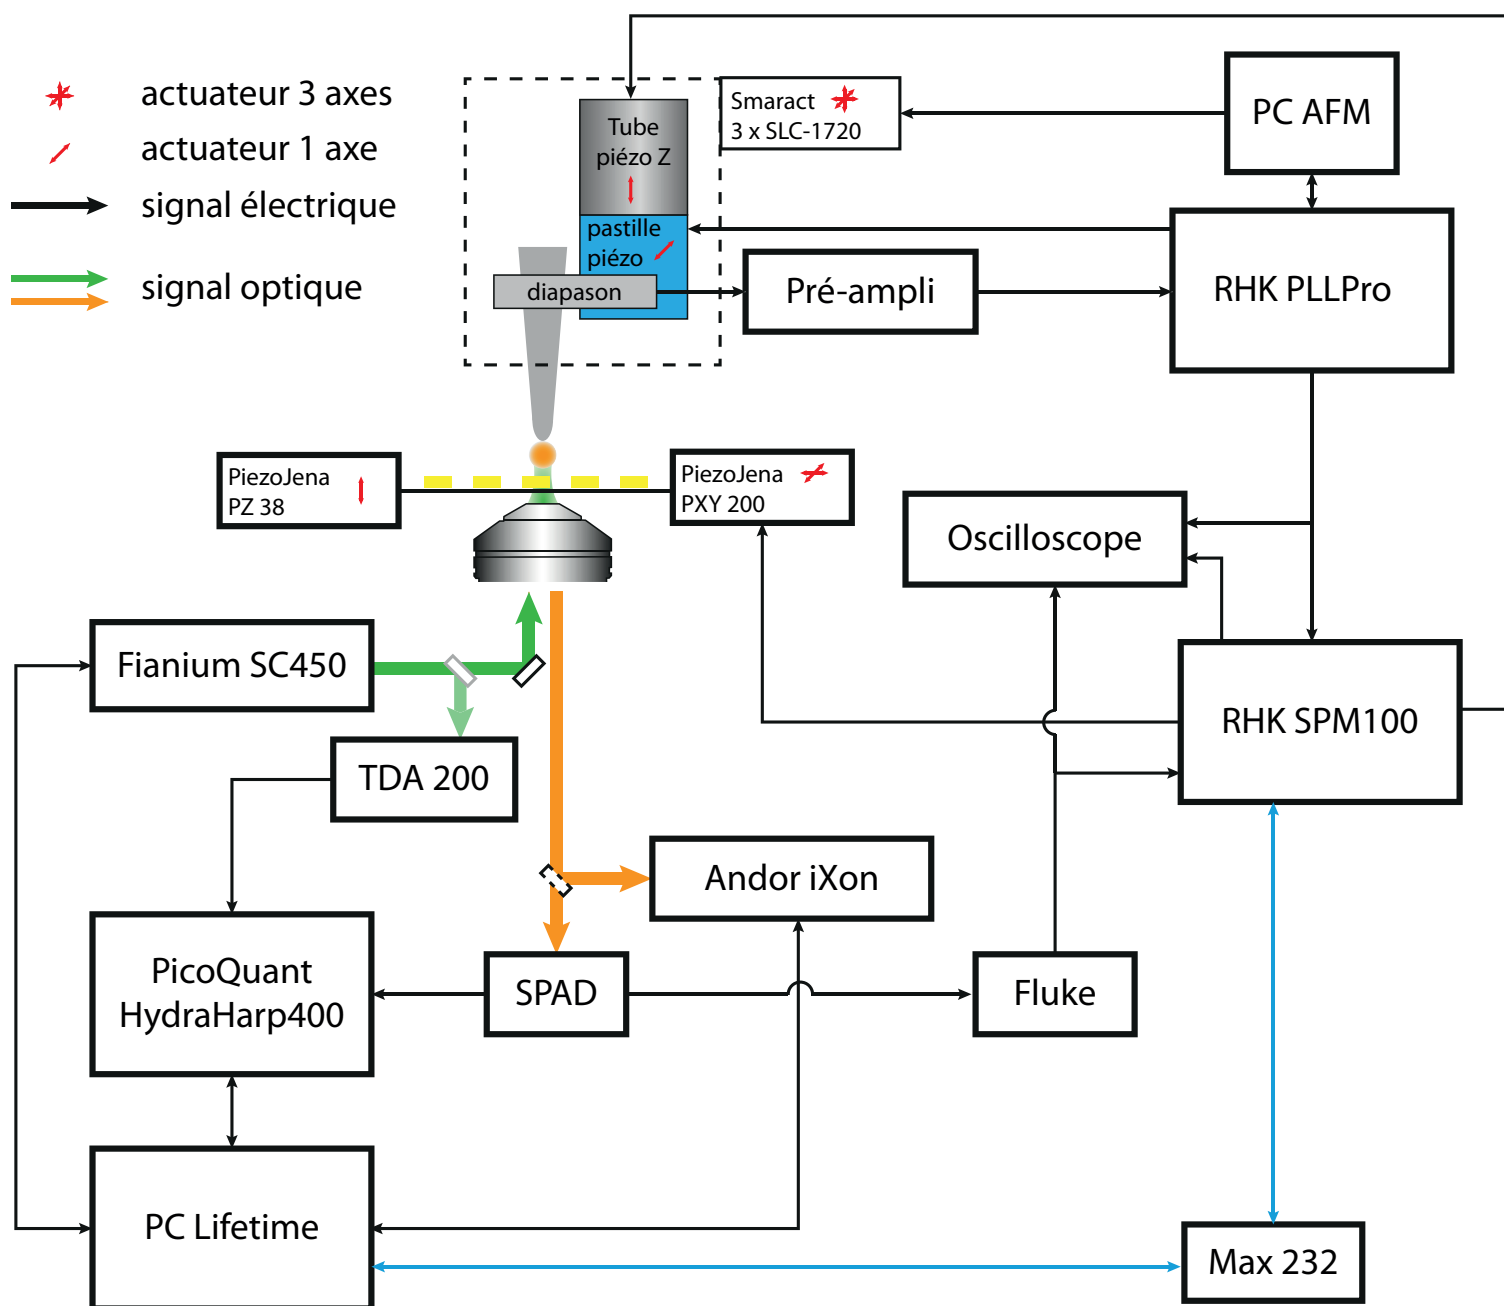 actuateur 3 axes
actuateur 1 axe
signal électrique
signal optique
Tube
piézo Z
pastille
piézo
diapason
Smaract
3 x SLC-1720
PC AFM
Pré-ampli
RHK PLLPro
PiezoJena
PZ 38
PiezoJena
PXY 200
Oscilloscope
Fianium SC450
RHK SPM100
TDA 200
Andor iXon
PicoQuant
HydraHarp400
SPAD
Fluke
PC Lifetime
Max 232